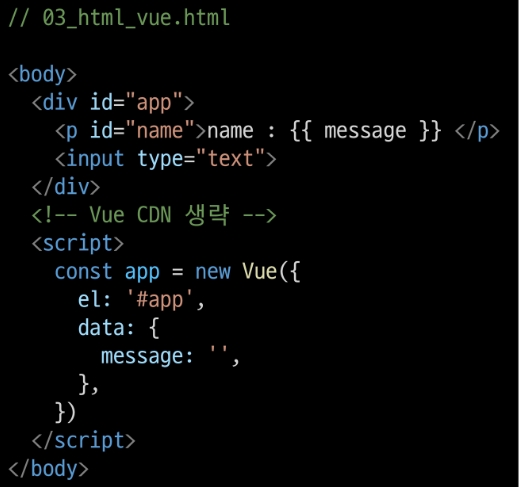 // 03_html_vue.html
<body>
<div id="app">
<p id="name">name : {{ message }} </p>
<input type="text">
</div>
<!-- Vue CDN 생략 -->
<script>
const app = new Vue({
el: '#app',
data: {
message: '',
},
})
</script>
</body>